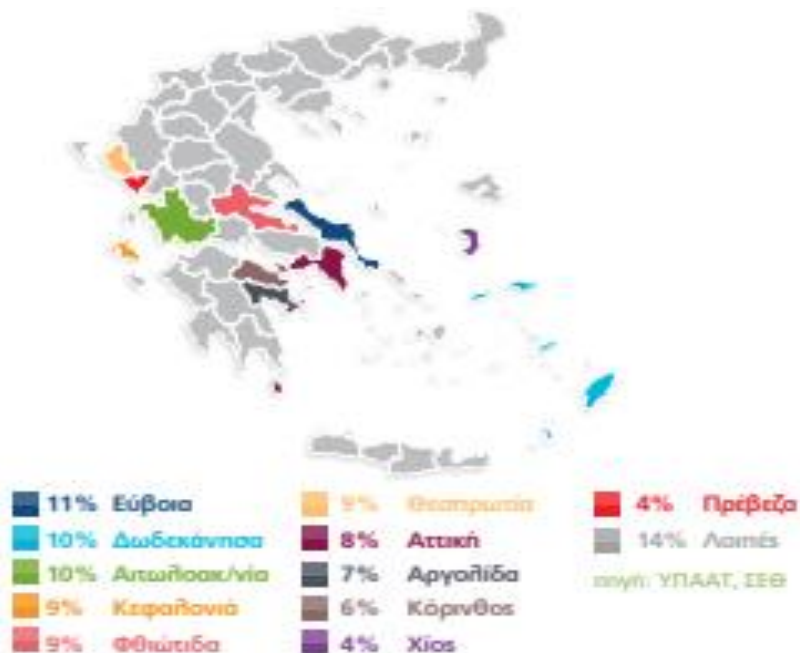 11% Εύβοια
10% Δωδεκάνησα
10% Αιτωλοακ/νία
9% Κεφαλονιά
9% Φθιώτιδα
9% Θεσπρωτία
8% Αττική
7% Αργολίδα
6% Κόρινθος
4% Χίος
4% Πρέβεζα
14% Λοιπές
πηγή: ΥΠΑΑΤ, ΣΕΘ